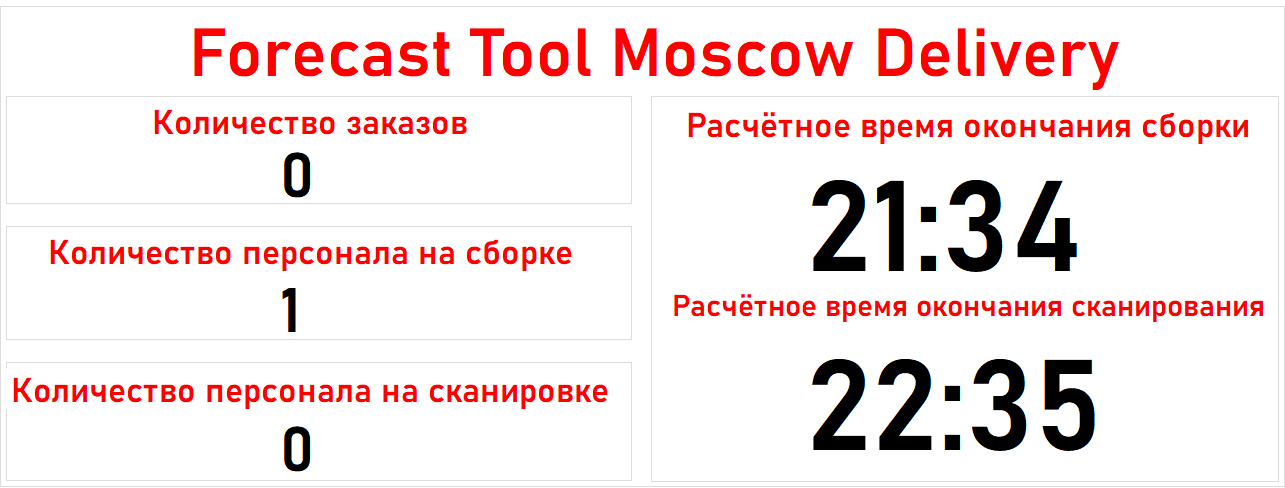 Forecast Tool Moscow Delivery
Количество заказов
0
Количество персонала на сборке
1
Количество персонала на сканировке
0
Расчётное время окончания сборки
21:34
Расчётное время окончания сканирования
22:35